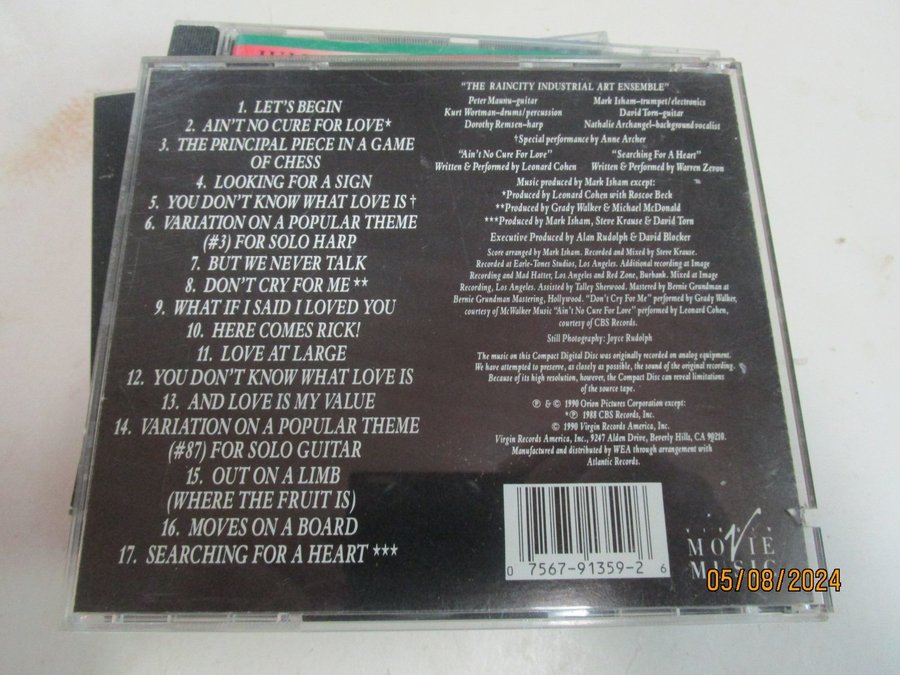 1. LET'S BEGIN
2. AIN'T NO CURE FOR LOVE*
3. THE PRINCIPAL PIECE IN A GAME
OF CHESS
4. LOOKING FOR A SIGN
5. YOU DON'T KNOW WHAT LOVE IS †
6. VARIATION ON A POPULAR THEME
(#3) FOR SOLO HARP
7. BUT WE NEVER TALK
8. DON'T CRY FOR ME **
9. WHAT IF I SAID I LOVED YOU
10. HERE COMES RICK!
11. LOVE AT LARGE
12. YOU DON'T KNOW WHAT LOVE IS
13. AND LOVE IS MY VALUE
14. VARIATION ON A POPULAR THEME
(#87) FOR SOLO GUITAR
15. OUT ON A LIMB
(WHERE THE FRUIT IS)
16. MOVES ON A BOARD
17. SEARCHING FOR A HEART ***
"THE RAINCITY INDUSTRIAL ART ENSEMBLE"
Peter Maunu–guitar Mark Isham–trumpet/electronics
Kurt Wortman–drums/percussion David Torn–guitar
Dorothy Remsen–harp Nathalie Archangel–background vocalist
†Special performance by Anne Archer
"Ain't No Cure For Love" "Searching For A Heart"
Written & Performed by Leonard Cohen Written & Performed by Warren Zevon
Music produced by Mark Isham except:
*Produced by Leonard Cohen with Roscoe Beck
**Produced by Grady Walker & Michael McDonald
***Produced by Mark Isham, Steve Krause & David Torn
Executive Produced by Alan Rudolph & David Blocker
Score arranged by Mark Isham. Recorded and Mixed by Steve Krause.
Recorded at Earle-Tones Studios, Los Angeles. Additional recording at Image
Recording and Mad Hatter, Los Angeles and Red Zone, Burbank. Mixed at Image
Recording, Los Angeles. Assisted by Talley Sherwood. Mastered by Bernie Grundman at
Bernie Grundman Mastering, Hollywood. "Don't Cry For Me" performed by Grady Walker,
courtesy of McWalker Music "Ain't No Cure For Love" performed by Leonard Cohen,
courtesy of CBS Records.
Still Photography: Joyce Rudolph
The music on this Compact Digital Disc was originally recorded on analog equipment.
We have attempted to preserve, as closely as possible, the sound of the original recording.
Because of its high resolution, however, the Compact Disc can reveal limitations
of the source tape.
℗ & © 1990 Orion Pictures Corporation except:
*℗ 1988 CBS Records, Inc.
© 1990 Virgin Records America, Inc.
Virgin Records America, Inc., 9247 Alden Drive, Beverly Hills, CA 90210.
Manufactured and distributed by WEA through arrangement with
Atlantic Records.
0 7567-91359-2 6
VIRGIN
MOVIE
MUSIC
05/08/2024